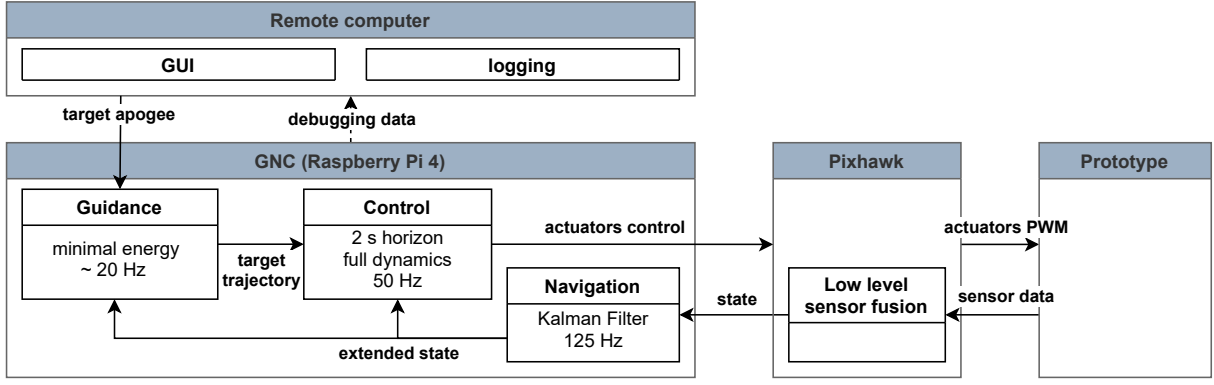 Remote computer
GUI
logging
target apogee
debugging data
GNC (Raspberry Pi 4)
Pixhawk
Prototype
Guidance
minimal energy
~ 20 Hz
target
trajectory
Control
2 s horizon
full dynamics
50 Hz
actuators control
actuators PWM
Navigation
Kalman Filter
125 Hz
state
Low level
sensor fusion
sensor data
extended state